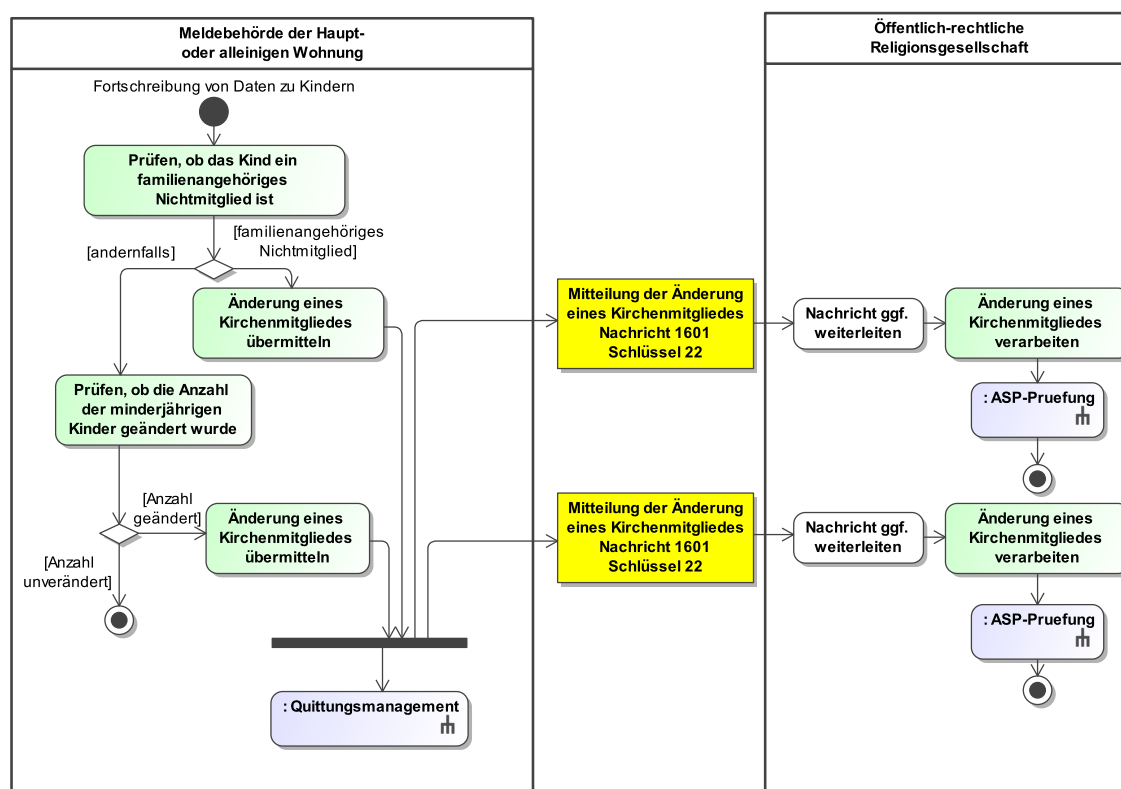 Meldebehörde der Haupt-
oder alleinigen Wohnung
Öffentlich-rechtliche
Religionsgesellschaft
Fortschreibung von Daten zu Kindern
Prüfen, ob das Kind ein
familienangehöriges
Nichtmitglied ist
[andernfalls]
[familienangehöriges
Nichtmitglied]
Änderung eines
Kirchenmitgliedes
übermitteln
Mitteilung der Änderung
eines Kirchenmitgliedes
Nachricht 1601
Schlüssel 22
Nachricht ggf.
weiterleiten
Änderung eines
Kirchenmitgliedes
verarbeiten
: ASP-Pruefung
Prüfen, ob die Anzahl
der minderjährigen
Kinder geändert wurde
[Anzahl
geändert]
[Anzahl
unverändert]
Änderung eines
Kirchenmitgliedes
übermitteln
Mitteilung der Änderung
eines Kirchenmitgliedes
Nachricht 1601
Schlüssel 22
Nachricht ggf.
weiterleiten
Änderung eines
Kirchenmitgliedes
verarbeiten
: ASP-Pruefung
: Quittungsmanagement